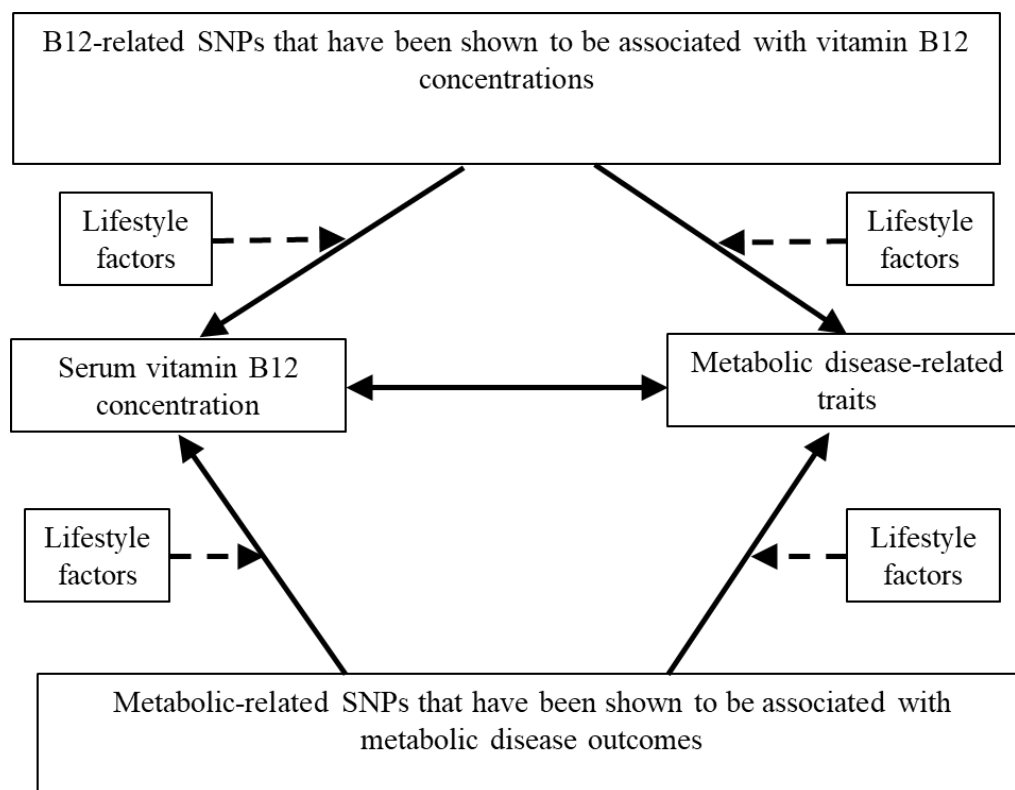 B12-related SNPs that have been shown to be associated with vitamin B12
concentrations
Lifestyle
factors
Lifestyle
factors
Serum vitamin B12
concentration
Metabolic disease-related
traits
Lifestyle
factors
Lifestyle
factors
Metabolic-related SNPs that have been shown to be associated with
metabolic disease outcomes